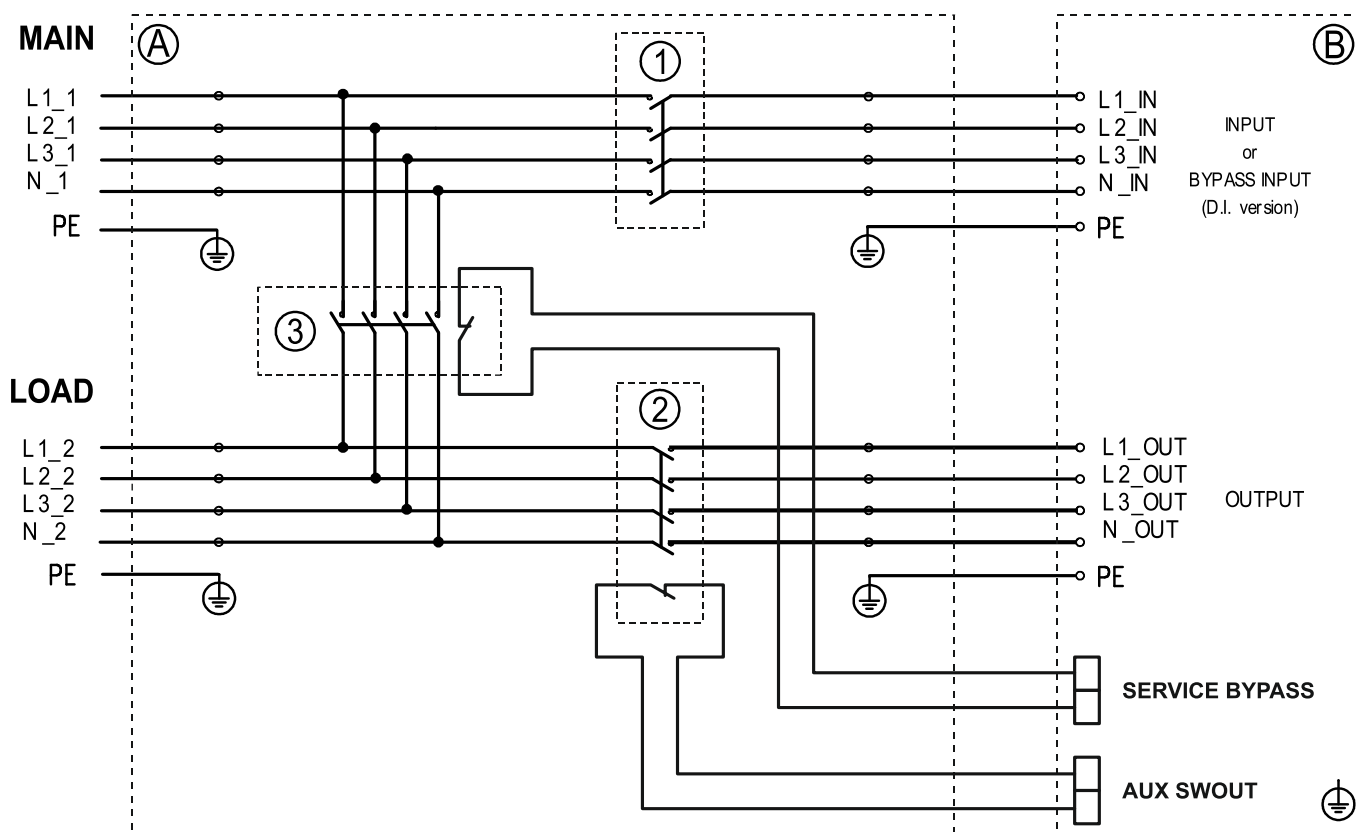 MAIN
A
1
B
L1_1
L2_1
L3_1
N_1
PE
L1_IN
L2_IN
L3_IN
N_IN
PE
INPUT
or
BYPASS INPUT
(D.I. version)
3
LOAD
2
L1_2
L2_2
L3_2
N_2
PE
L1_OUT
L2_OUT
L3_OUT
N_OUT
PE
OUTPUT
SERVICE BYPASS
AUX SWOUT